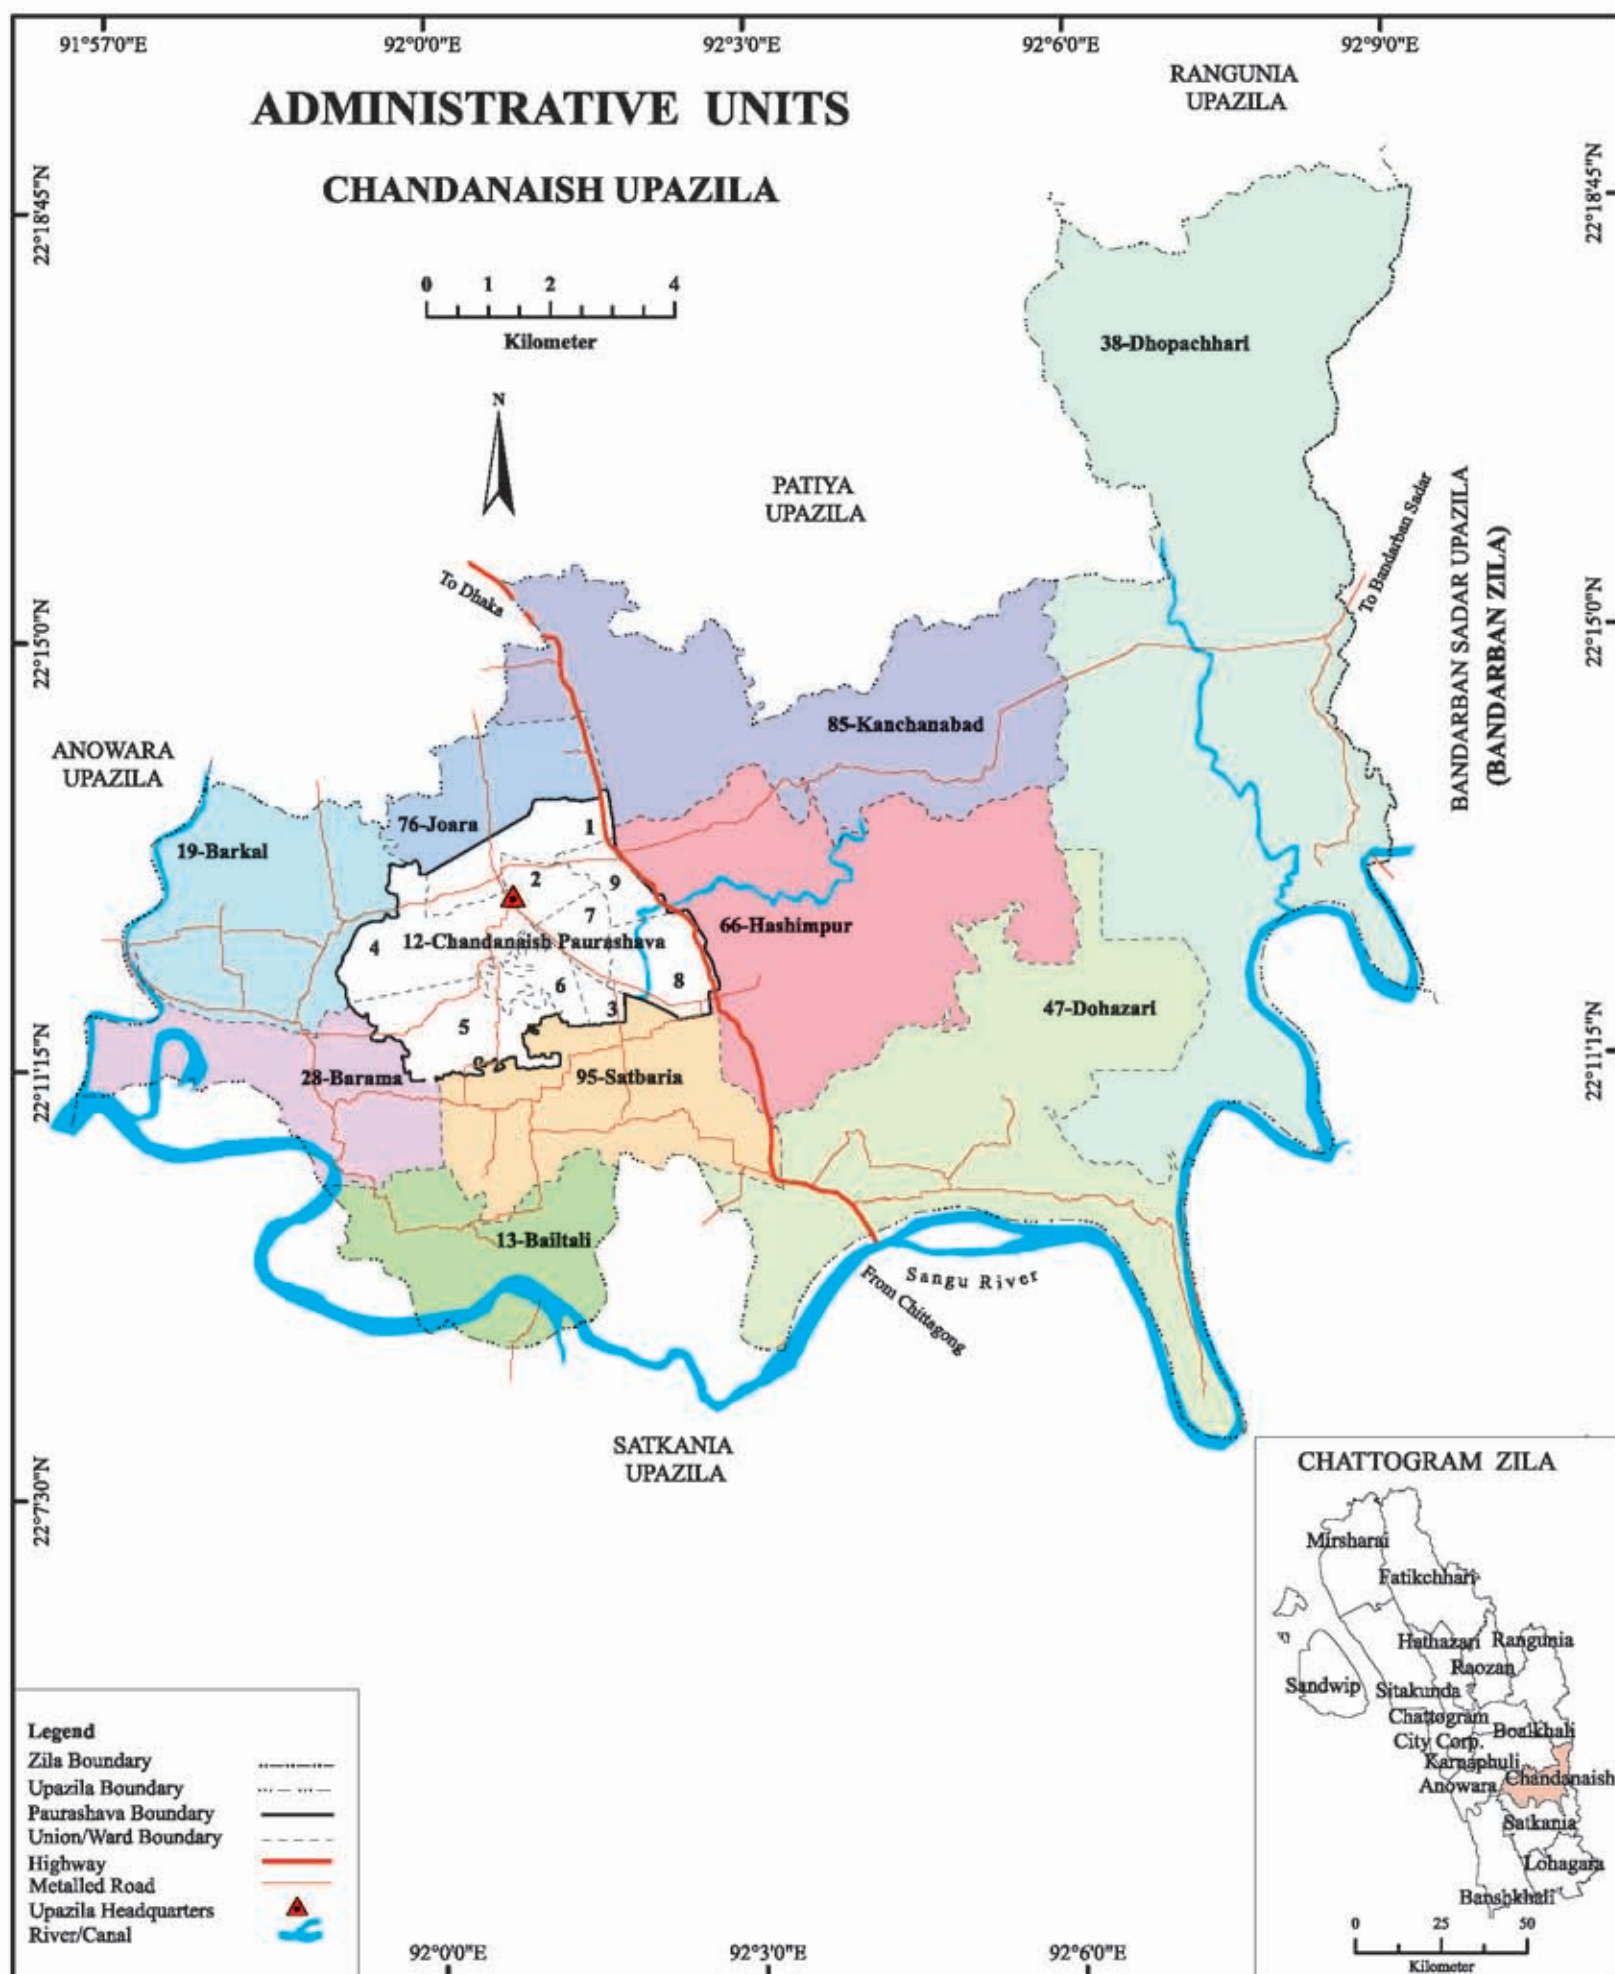 91°57'0"E
92°0'0"E
92°3'0"E
92°6'0"E
92°9'0"E
RANGUNIA
UPAZILA
ADMINISTRATIVE UNITS
CHANDANAISH UPAZILA
22°18'45"N
22°18'45"N
0 1 2 4
Kilometer
38-Dhopachhari
N
PATIYA
UPAZILA
To Bandarban Sadar
BANDARBAN SADAR UPAZILA
(BANDARBAN ZILA)
To Dhaka
22°15'0"N
22°15'0"N
85-Kanchanabad
ANOWARA
UPAZILA
76-Joara
1
19-Barkal
2
9
7
66-Hashimpur
4
12-Chandanaish Paurashava
8
6
3
47-Dohazari
5
22°11'15"N
22°11'15"N
28-Barama
95-Satbaria
13-Bailtali
Sangu River
From Chittagong
SATKANIA
UPAZILA
22°7'30"N
CHATTOGRAM ZILA
Mirsharai
Fatikchhari
Hathazari
Rangunia
Raozan
Sandwip
Sitakunda
Chattogram
City Corp.
Boalkhali
Karnaphuli
Chandanaish
Anowara
Satkania
Lohagara
Banshkhali
0 25 50
Kilometer
Legend
Zila Boundary
Upazila Boundary
Paurashava Boundary
Union/Ward Boundary
Highway
Metalled Road
Upazila Headquarters
River/Canal
92°0'0"E
92°3'0"E
92°6'0"E